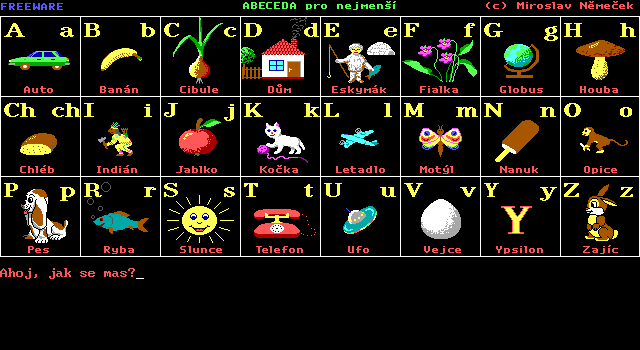 FREEWARE ABECEDA pro nejmenší (c) Miroslav Němeček
A a B b C c D d E e F f G g H h
Auto Banán Cibule Dům Eskymák Fialka Globus Houba
Ch ch I i J j K k L l M m N n O o
Chléb Indián Jablko Kočka Letadlo Motýl Nanuk Opice
P p R r S s T t U u V v Y y Z z
Y
Pes Ryba Slunce Telefon Ufo Vejce Ypsilon Zajíc
Ahoj, jak se mas?_